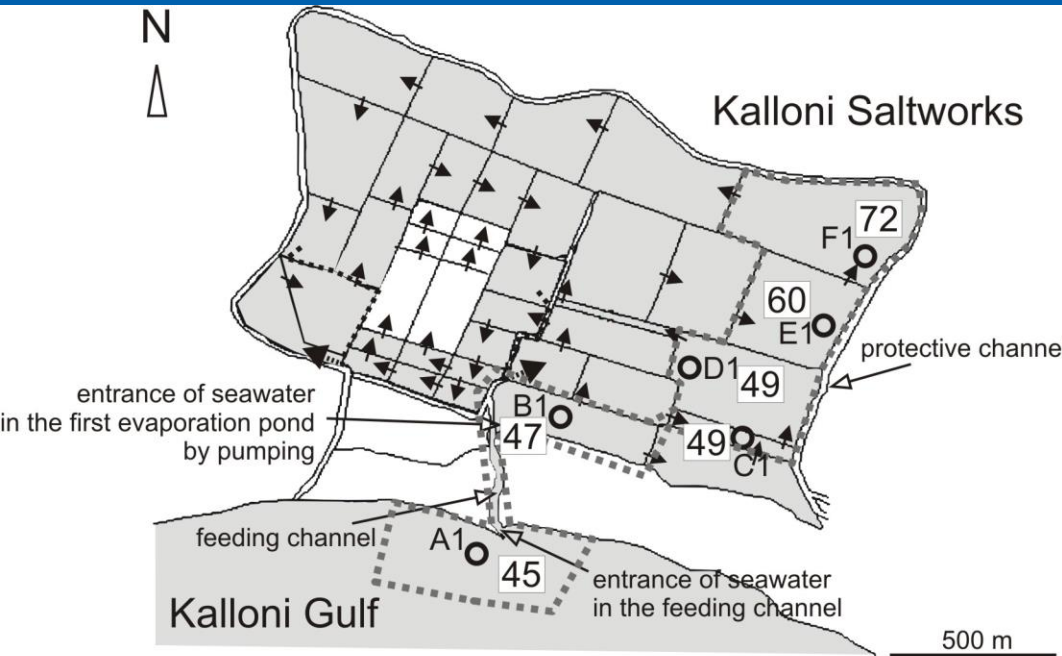 N
Kalloni Saltworks
72
F1
60
E1
protective channe
D1
49
entrance of seawater
in the first evaporation pond
by pumping
B1
47
49
C1
feeding channel
A1
45
entrance of seawater
in the feeding channel
Kalloni Gulf
500 m